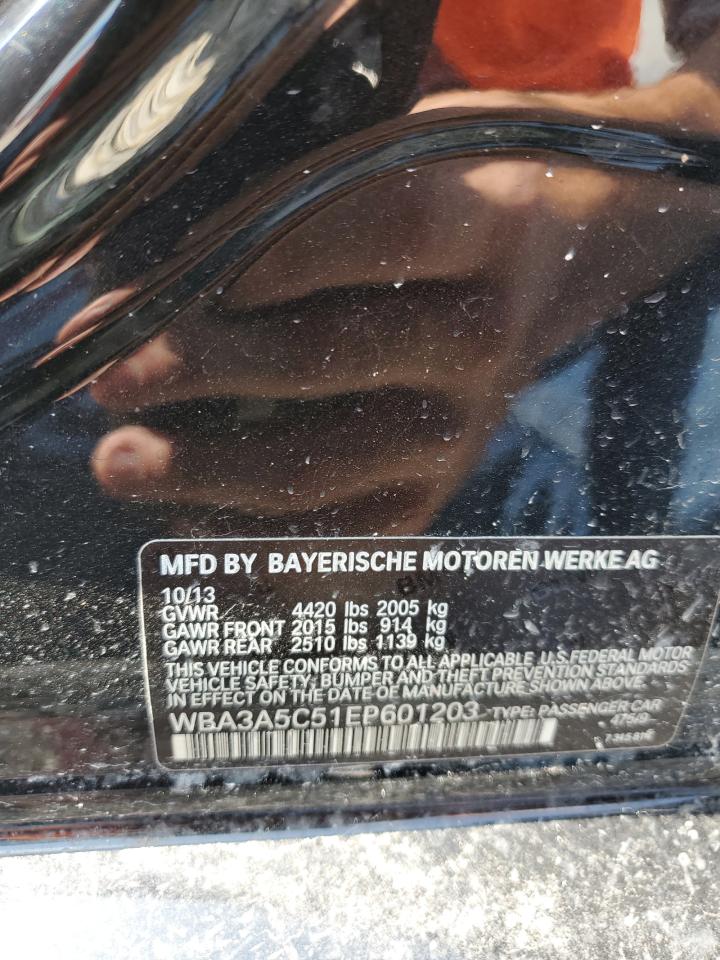 MFD BY BAYERISCHE MOTOREN WERKE AG
10/13
GVWR 4420 lbs 2005 kg
GAWR FRONT 2015 lbs 914 kg
GAWR REAR 2510 lbs 1139 kg
THIS VEHICLE CONFORMS TO ALL APPLICABLE U.S.FEDERAL MOTOR
VEHICLE SAFETY, BUMPER AND THEFT PREVENTION STANDARDS
IN EFFECT ON THE DATE OF MANUFACTURE SHOWN ABOVE.
WBA3A5C51EP601203 TYPE: PASSENGER CAR